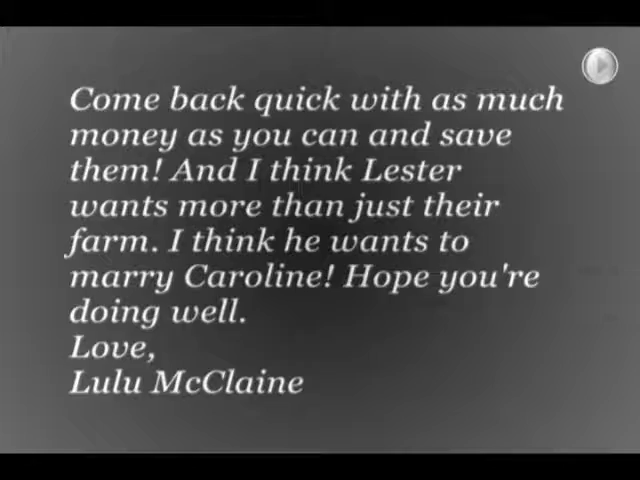 Come back quick with as much
money as you can and save
them! And I think Lester
wants more than just their
farm. I think he wants to
marry Caroline! Hope you're
doing well.
Love,
Lulu McClaine